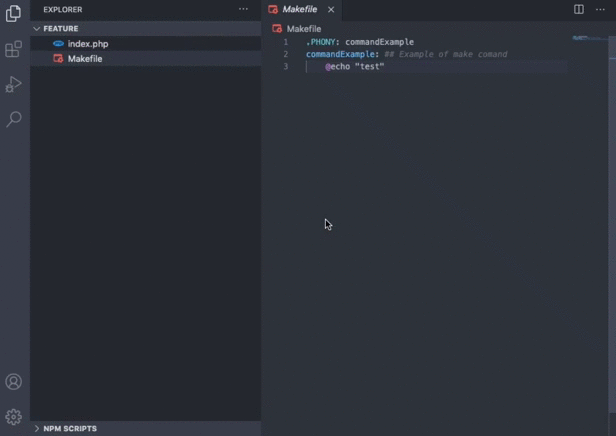 EXPLORER
FEATURE
index.php
Makefile
NPM SCRIPTS
Makefile
Makefile
1 .PHONY: commandExample
2 commandExample: ## Example of make comand
3 @echo "test"